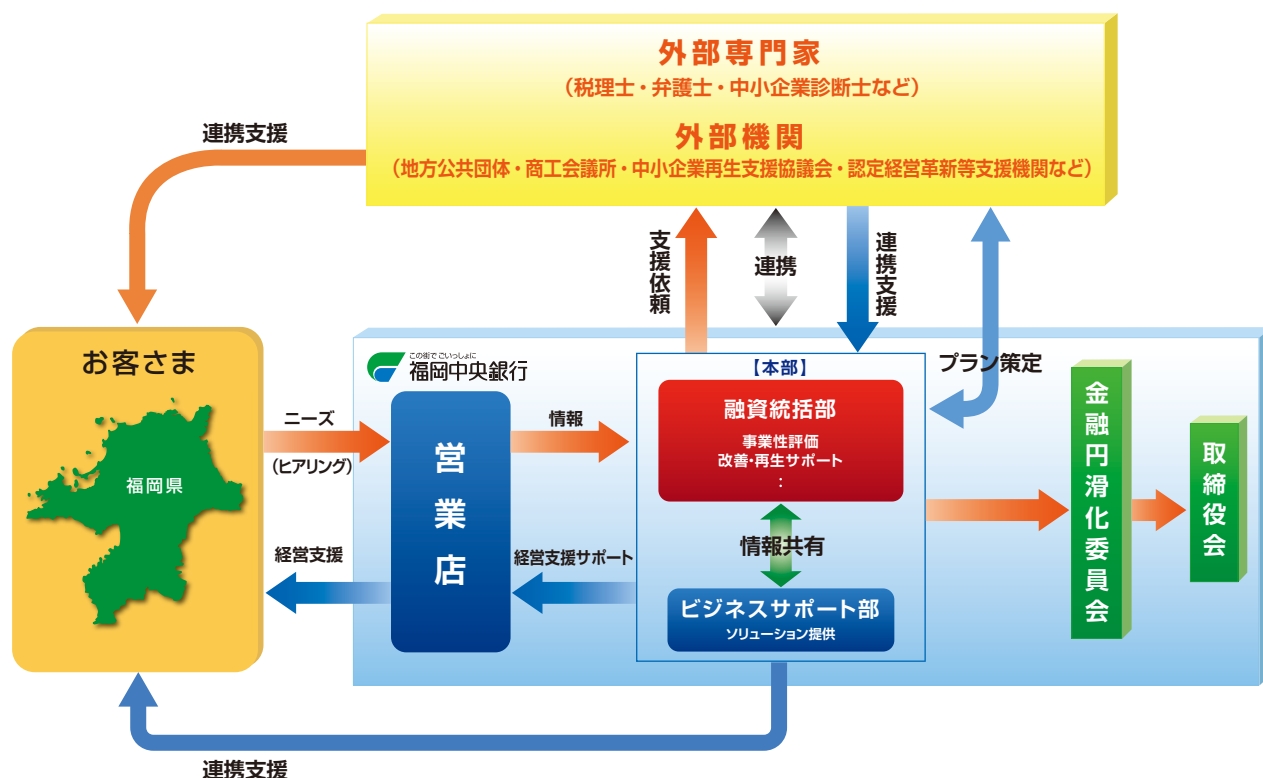 外部専門家
（税理士・弁護士・中小企業診断士など）
外部機関
（地方公共団体・商工会議所・中小企業再生支援協議会・認定経営革新等支援機関など）
連携支援
支援依頼
連携
連携支援
プラン策定
お客さま
福岡県
ニーズ
（ヒアリング）
経営支援
この街でごいっしょに
福岡中央銀行
営業店
情報
経営支援サポート
【本部】
融資統括部
事業性評価
改善・再生サポート
：
情報共有
ビジネスサポート部
ソリューション提供
金融円滑化委員会
取締役会
連携支援